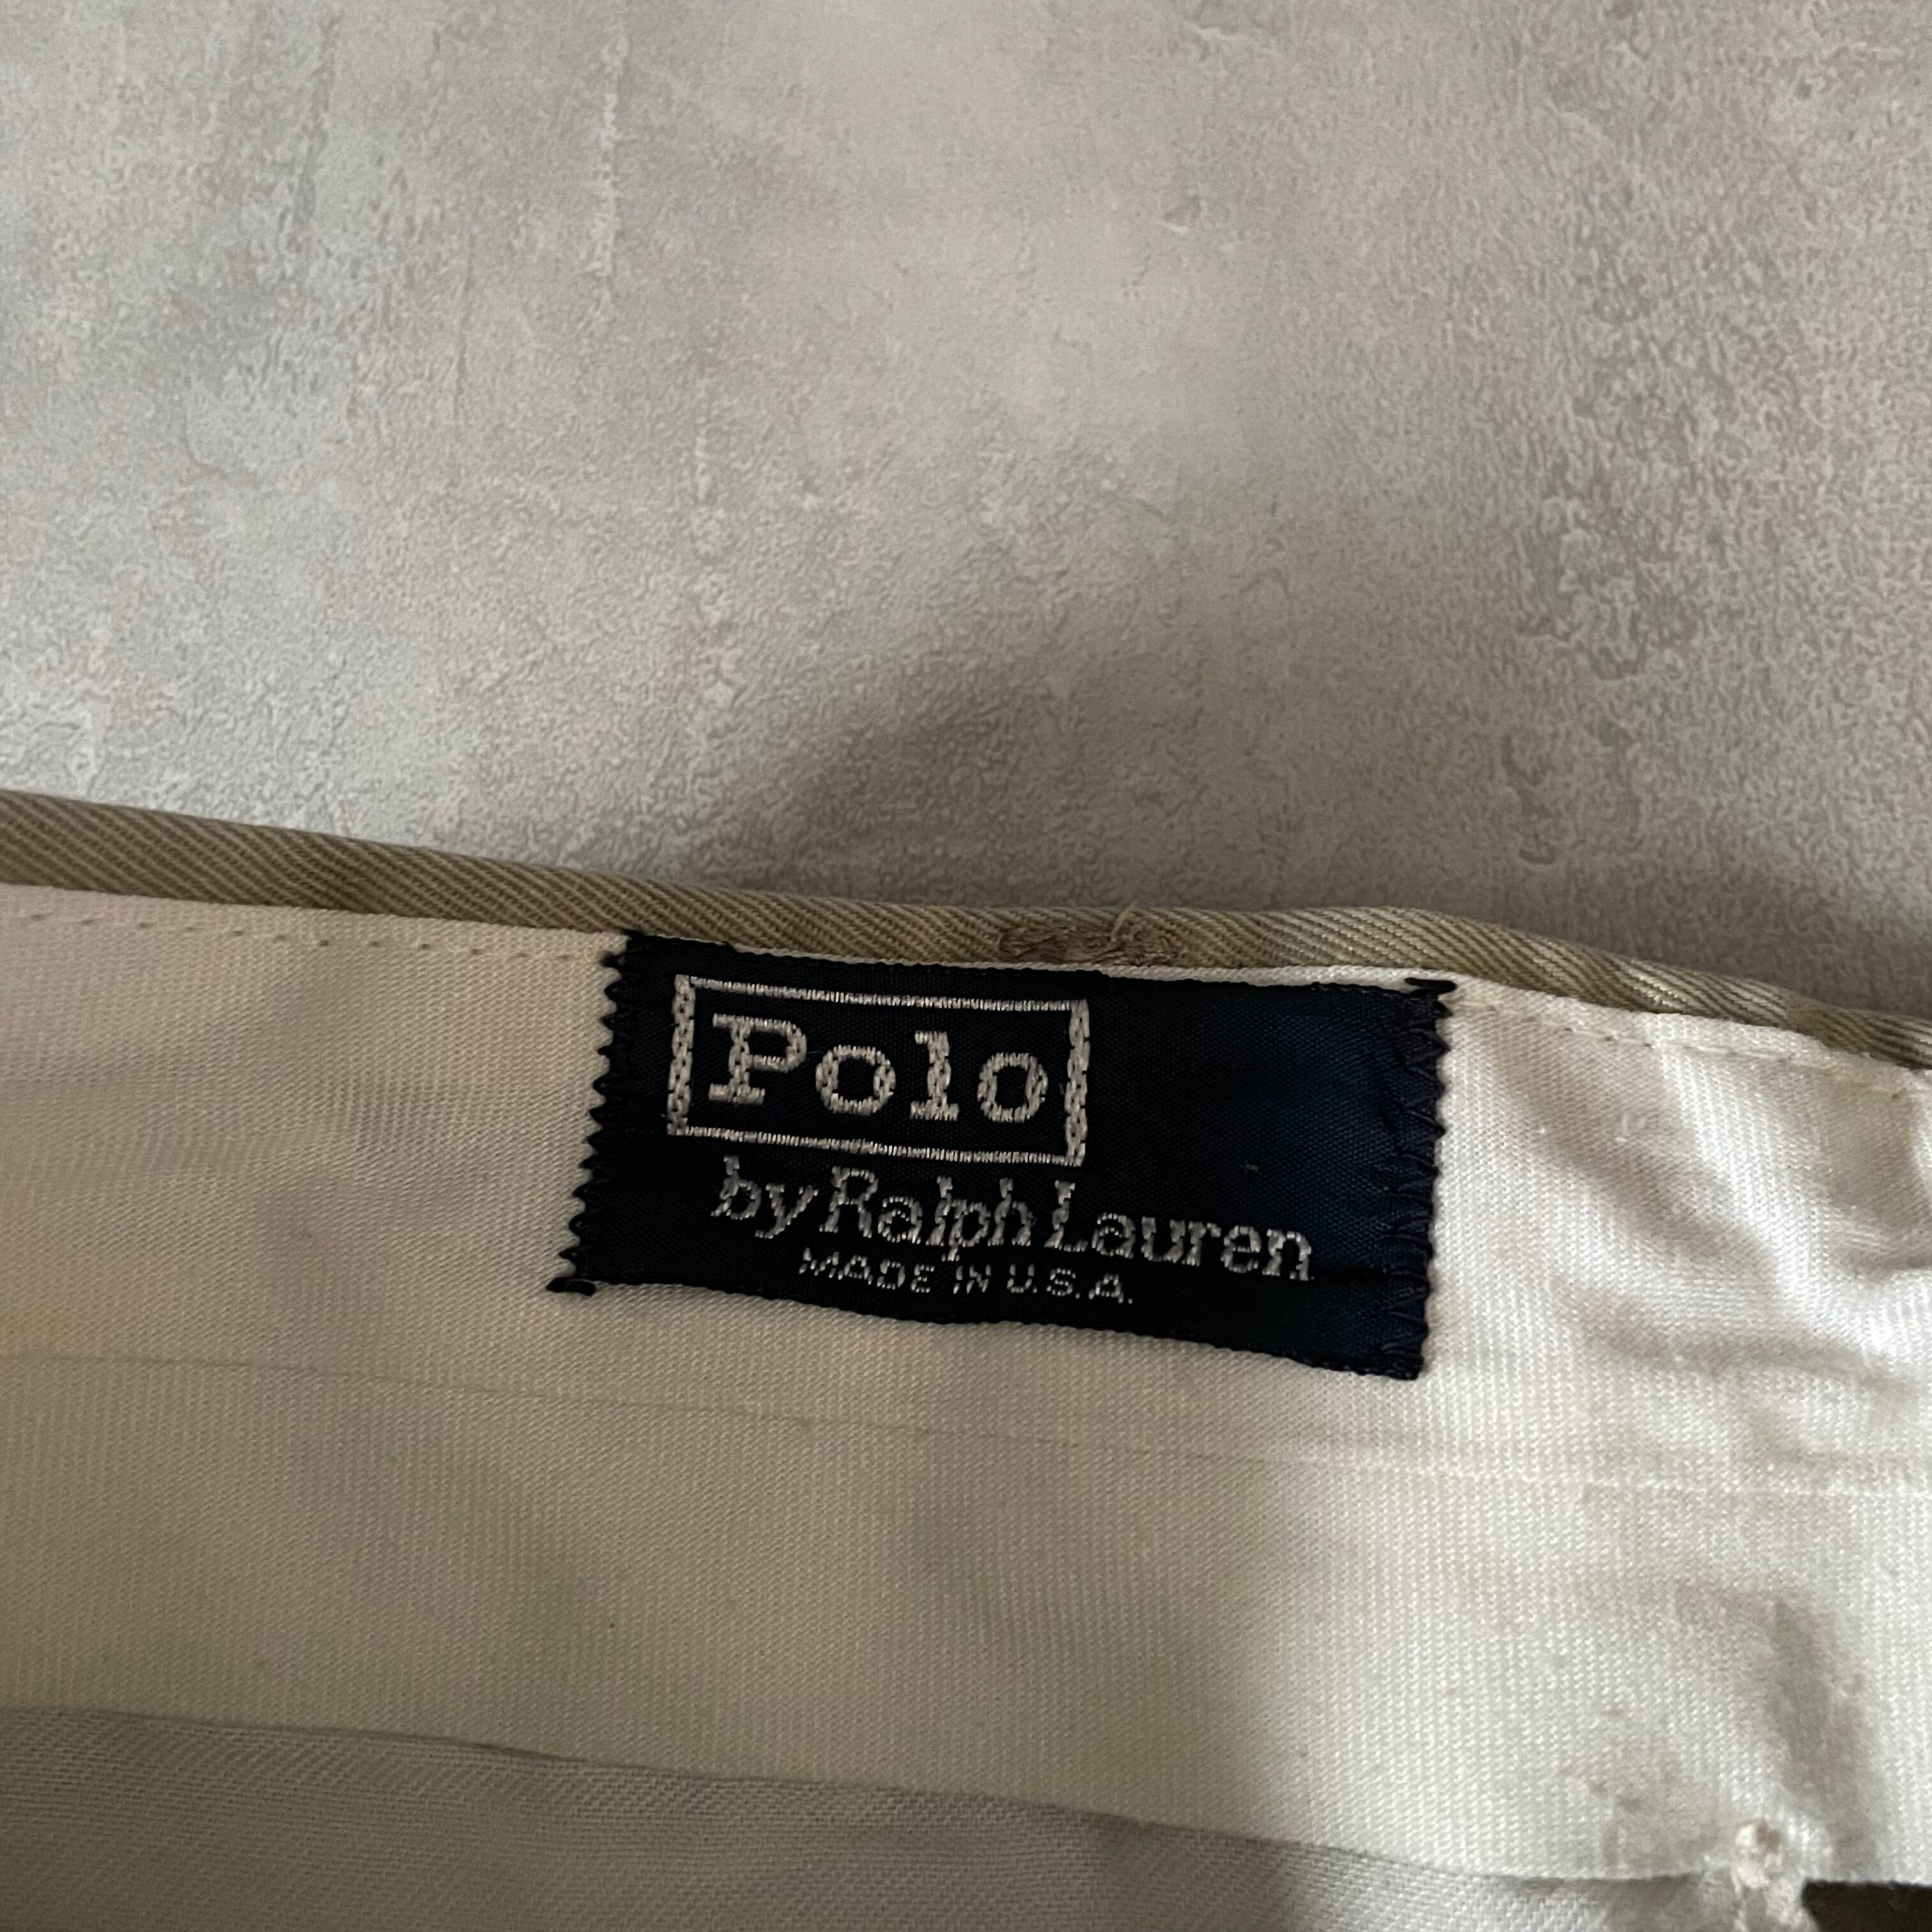 Polo
by Ralph Lauren
MADE IN U.S.A.